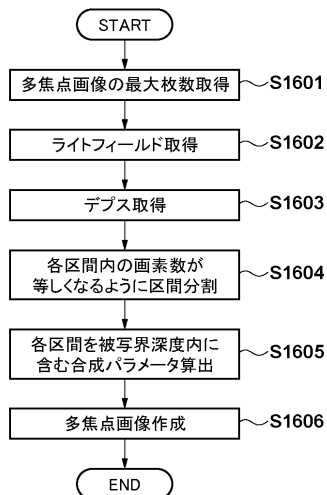 START
多焦点画像の最大枚数取得
S1601
ライトフィールド取得
S1602
デプス取得
S1603
各区間内の画素数が
等しくなるように区間分割
S1604
各区間を被写界深度内に
含む合成パラメータ算出
S1605
多焦点画像作成
S1606
END